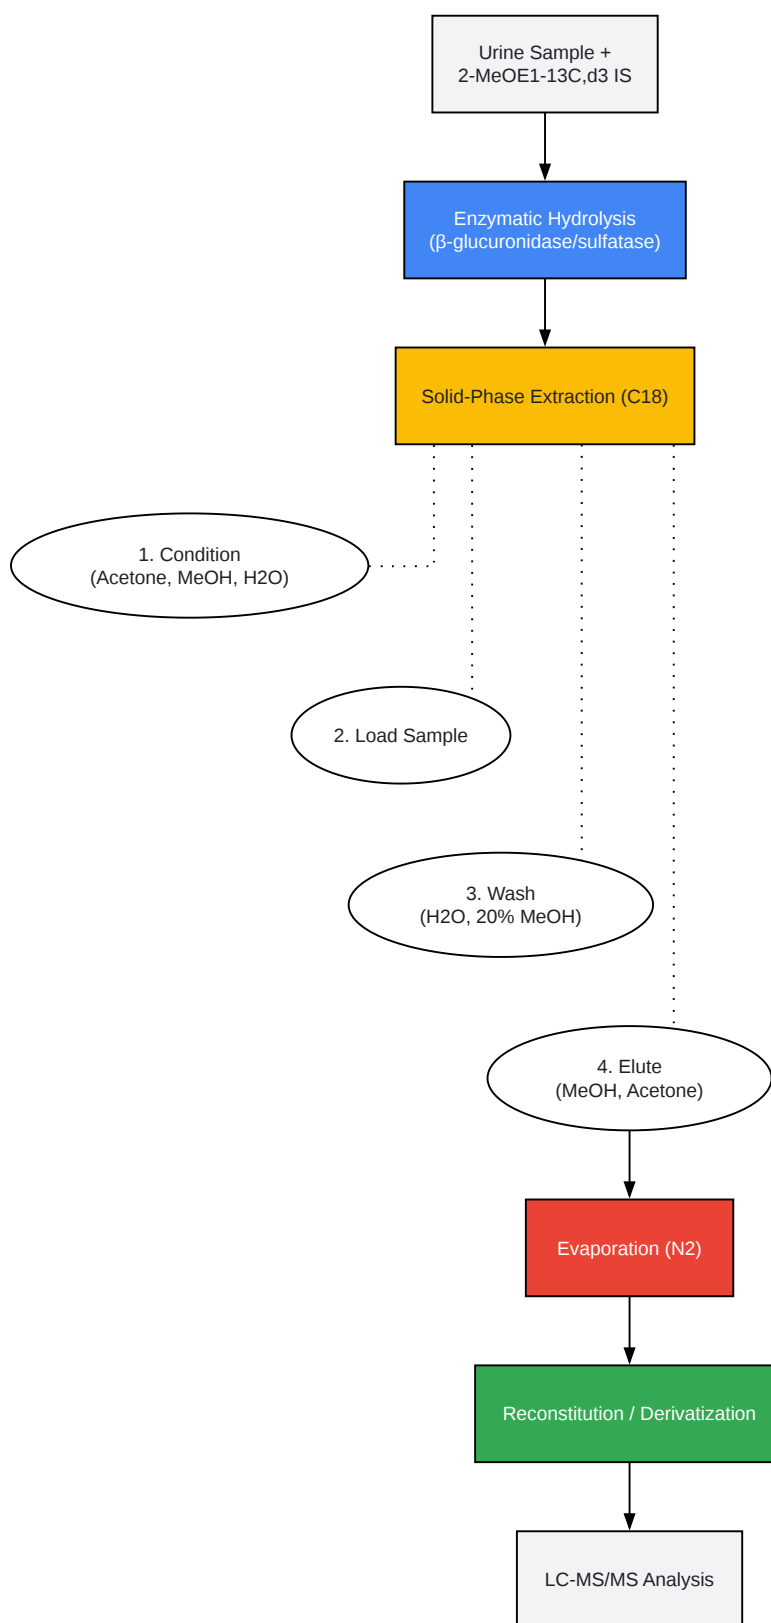 Urine Sample +
2-MeOE1-13C,d3 IS
Enzymatic Hydrolysis
(β-glucuronidase/sulfatase)
Solid-Phase Extraction (C18)
1. Condition
(Acetone, MeOH, H2O)
2. Load Sample
3. Wash
(H2O, 20% MeOH)
4. Elute
(MeOH, Acetone)
Evaporation (N2)
Reconstitution / Derivatization
LC-MS/MS Analysis